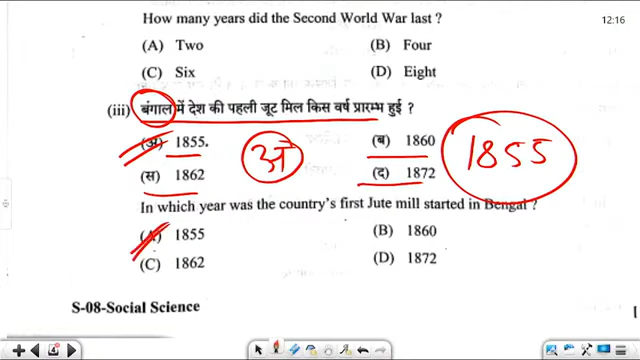 12:16
How many years did the Second World War last ?
(A) Two (B) Four
(C) Six (D) Eight
(iii) बंगाल में देश की पहली जूट मिल किस वर्ष प्रारम्भ हुई ?
(अ) 1855. (ब) 1860
(स) 1862 (द) 1872
अ
1855
In which year was the country's first Jute mill started in Bengal ?
(A) 1855 (B) 1860
(C) 1862 (D) 1872
S-08-Social Science